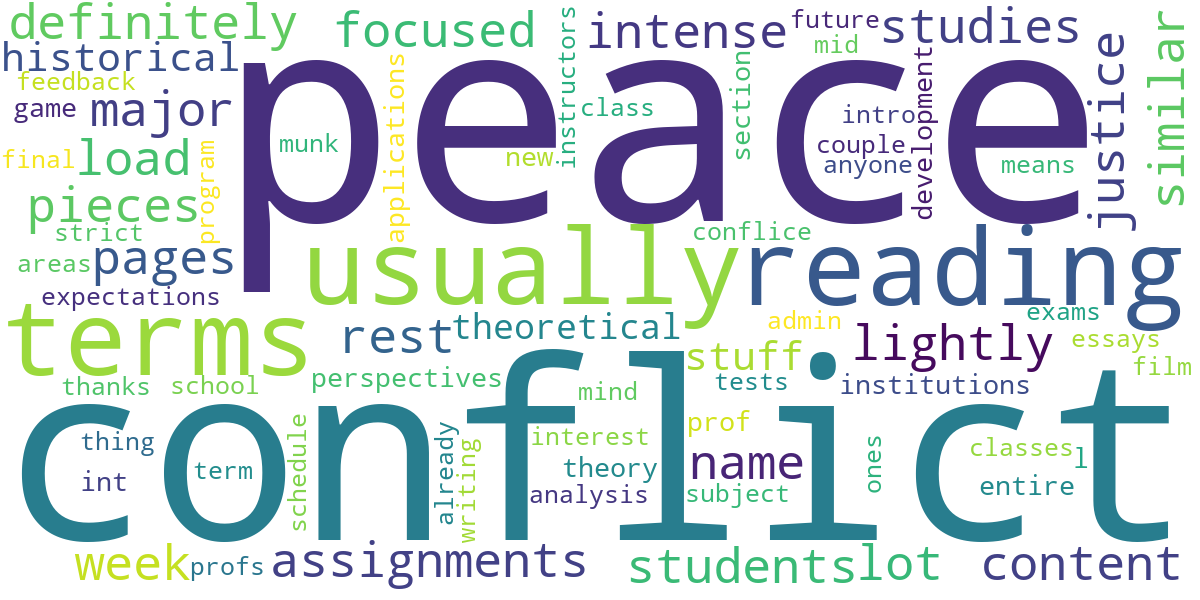 definitely
focused
intense
future
studies
mid
similar
historical
feedback
game
major
peace
applications
instructors
class
section
intro
couple
anyone
development
means
justice
munk
new
final
load
program
pieces
strict
areas
pages
expectations
usually
conflice
reading
terms
rest
theoretical
admin
exams
stuff
lightly
essays
film
thanks
school
perspectives
conflict
mind
tests
institutions
prof
thing
int
term
schedule
already
writing
interest
theory
analysis
name
subject
ones
classes
l
entire
week
profs
assignments
students
lot
content